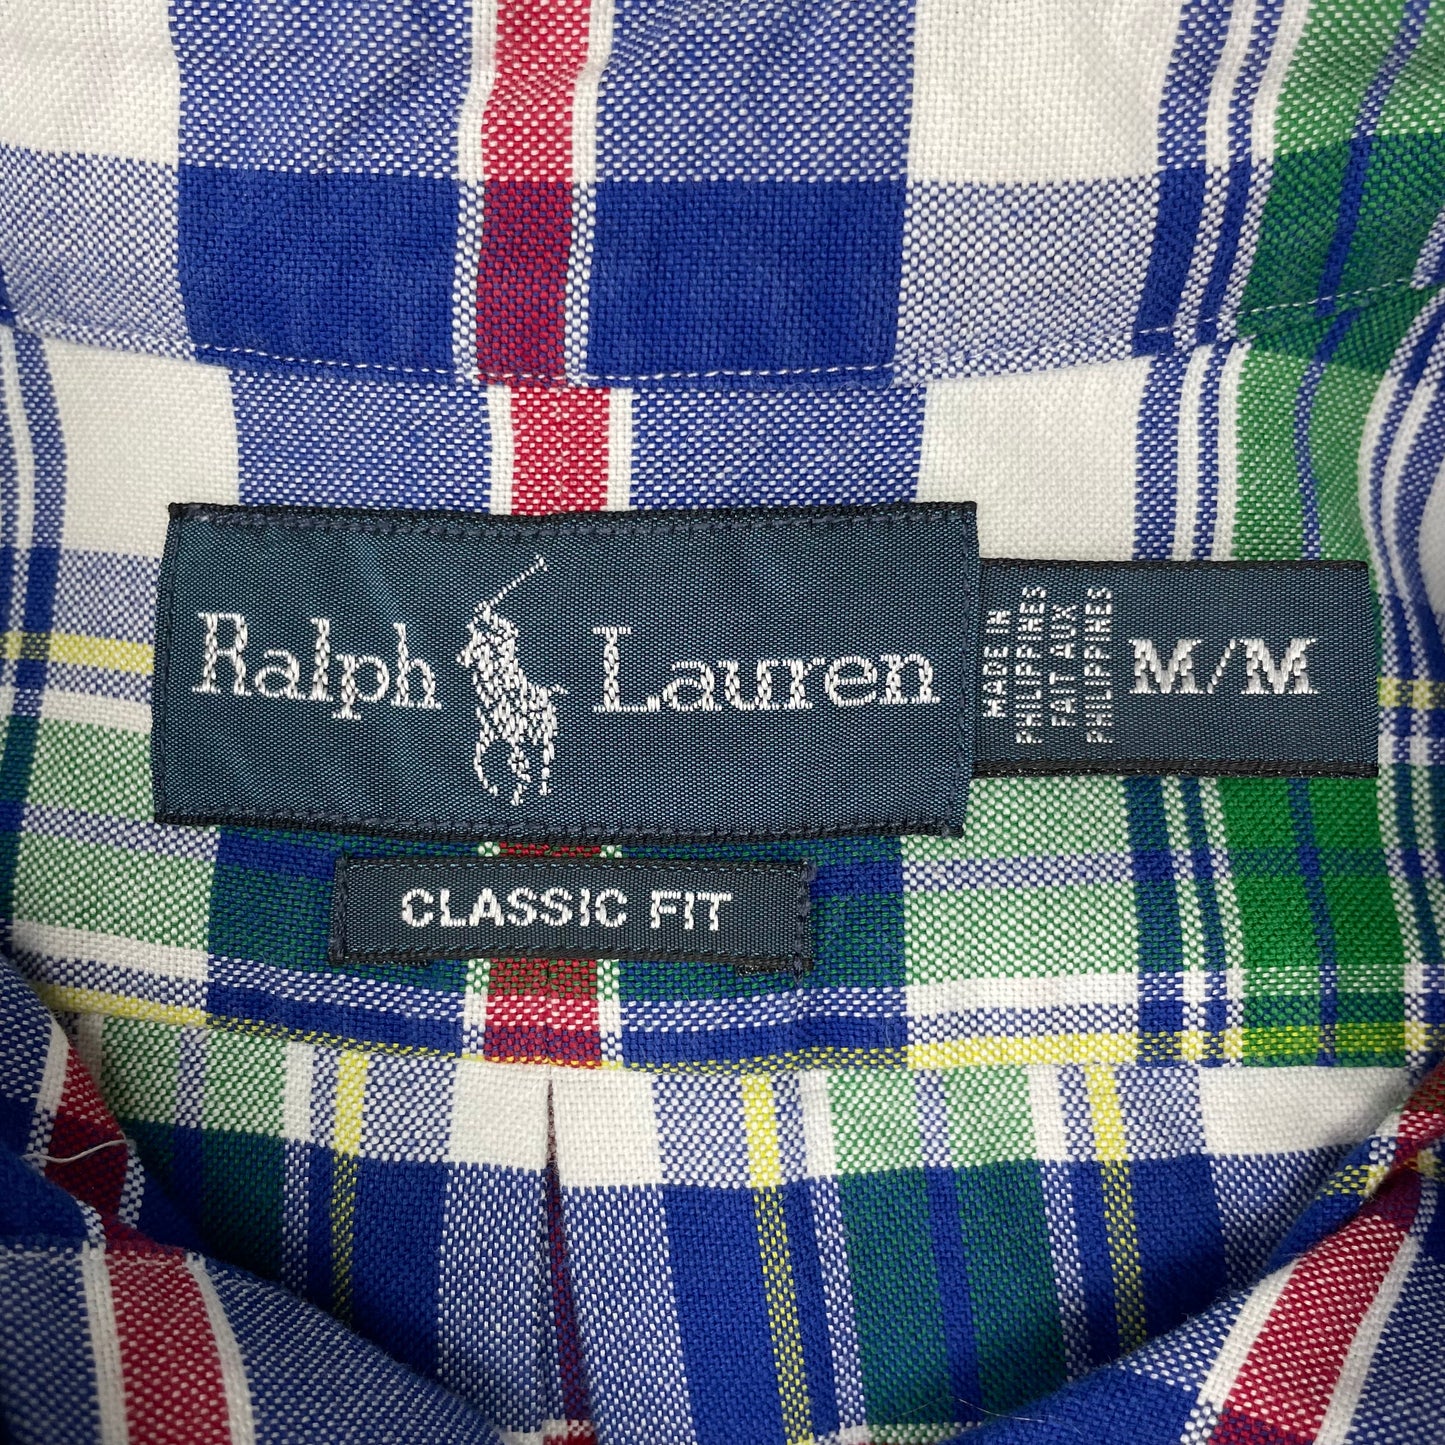 Ralph Lauren
MADE IN
PHILIPPINES
FAIT AUX
PHILIPPINES
M/M
CLASSIC FIT